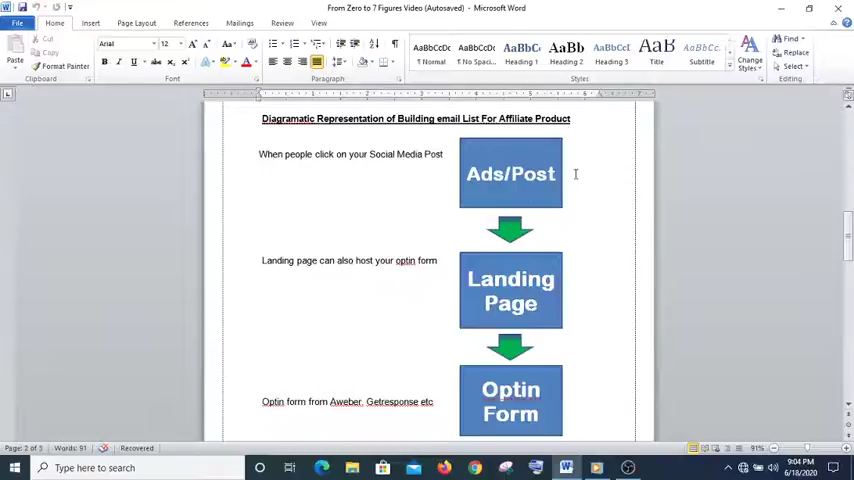 From Zero to 7 Figures Video (Autosaved) - Microsoft Word
File Home Insert Page Layout References Mailings Review View
Paste
Cut
Copy
Format Painter
Clipboard
Arial 12
Font
Paragraph
AaBbCcDc AaBbCcDc AaBbC AaBb AaBbCc AaB AaBbCc.
¶ Normal ¶ No Spaci... Heading 1 Heading 2 Heading 3 Title Subtitle
Styles
Change Styles
Find
Replace
Select
Editing
Diagramatic Representation of Building email List For Affiliate Product
When people click on your Social Media Post
Ads/Post
Landing page can also host your optin form
Landing
Page
Optin form from Aweber, Getresponse etc
Optin
Form
Page: 2 of 3 Words: 91 Recovered 91%
Type here to search
9:04 PM
6/18/2020